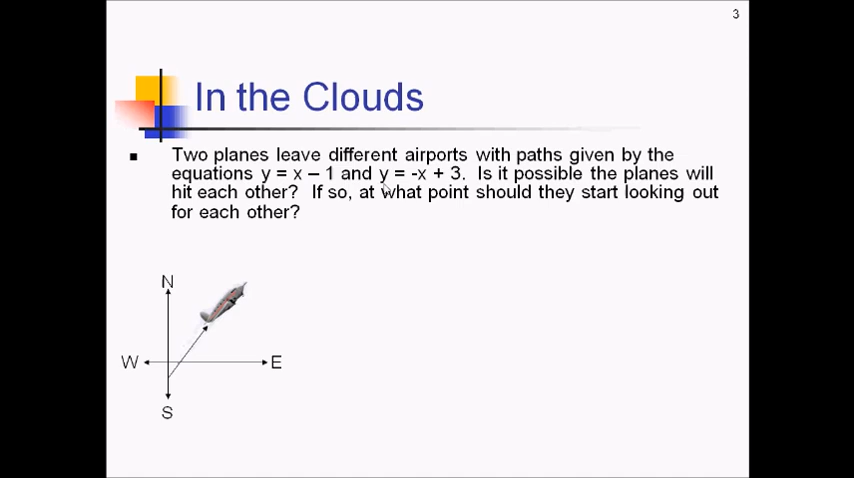 3
In the Clouds
Two planes leave different airports with paths given by the
equations y = x – 1 and y = -x + 3. Is it possible the planes will
hit each other? If so, at what point should they start looking out
for each other?
N
W
E
S